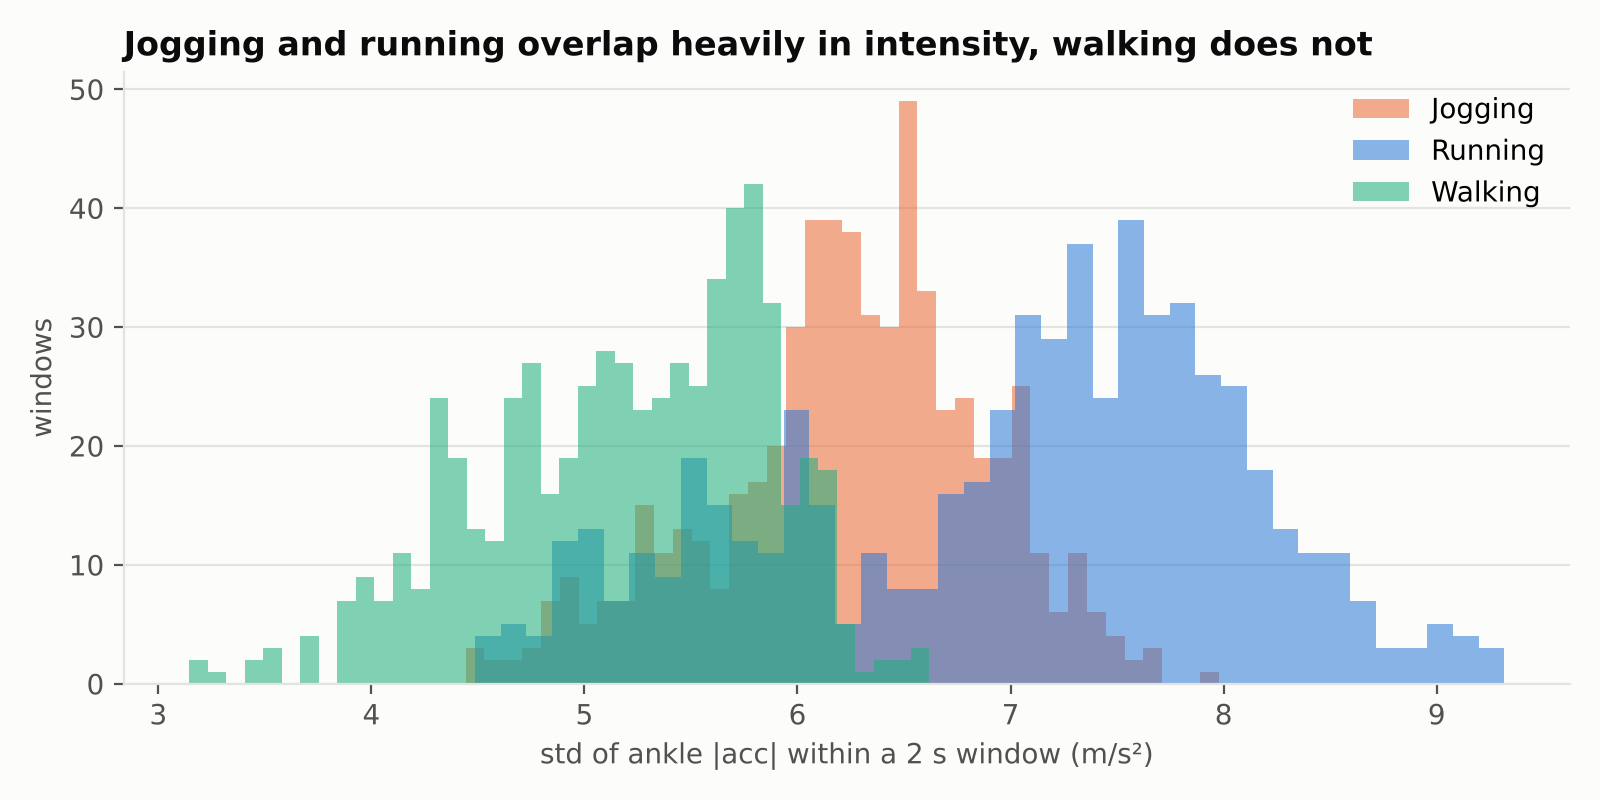 Jogging and running overlap heavily in intensity, walking does not
Jogging
Running
Walking
windows
50
40
30
20
10
0
3 4 5 6 7 8 9
std of ankle |acc| within a 2 s window (m/s²)